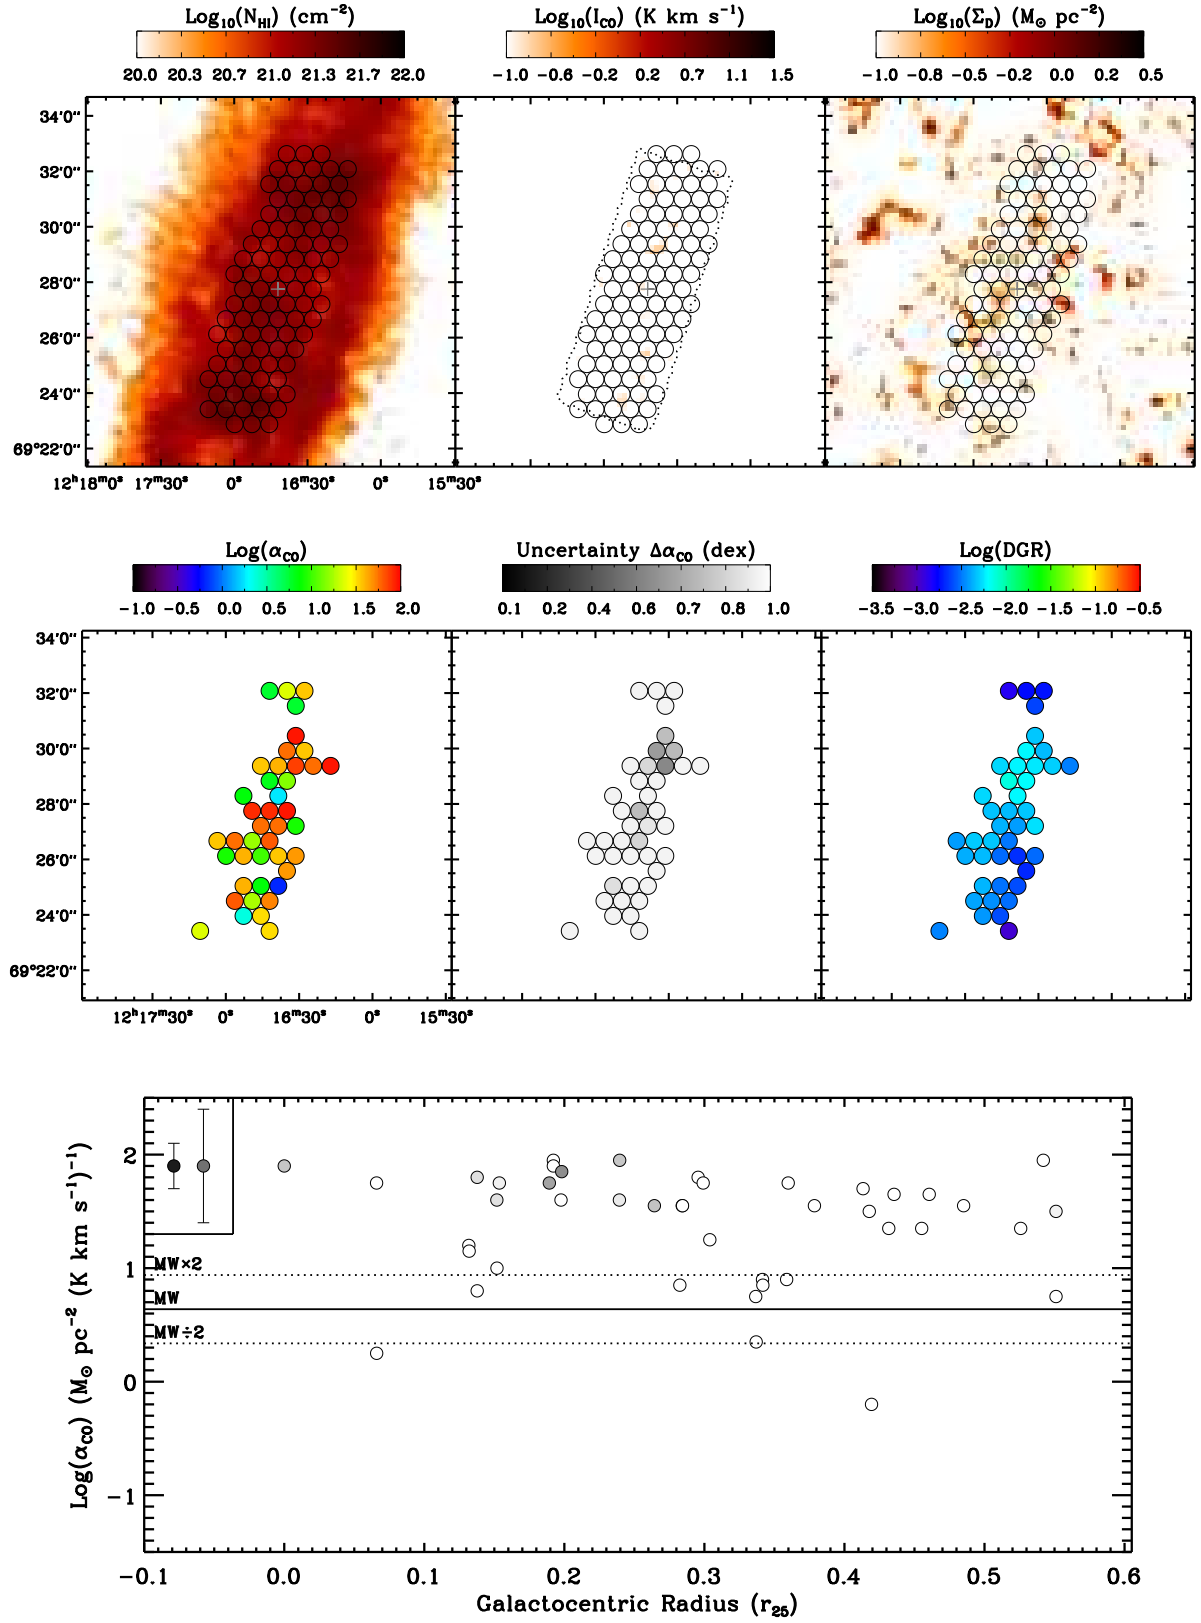 Log₁₀(N_HI) (cm⁻²) Log₁₀(I_CO) (K km s⁻¹) Log₁₀(Σ_D) (M⊙ pc⁻²)
20.0 20.3 20.7 21.0 21.3 21.7 22.0 -1.0 -0.6 -0.2 0.2 0.7 1.1 1.5 -1.0 -0.8 -0.5 -0.2 0.0 0.2 0.5
34'0"
32'0"
30'0"
28'0"
26'0"
24'0"
69°22'0"
12ʰ18ᵐ0ˢ 17ᵐ30ˢ 0ˢ 16ᵐ30ˢ 0ˢ 15ᵐ30ˢ
Log(α_CO) Uncertainty Δα_CO (dex) Log(DGR)
-1.0 -0.5 0.0 0.5 1.0 1.5 2.0 0.1 0.2 0.4 0.6 0.7 0.8 1.0 -3.5 -3.0 -2.5 -2.0 -1.5 -1.0 -0.5
34'0"
32'0"
30'0"
28'0"
26'0"
24'0"
69°22'0"
12ʰ17ᵐ30ˢ 0ˢ 16ᵐ30ˢ 0ˢ 15ᵐ30ˢ
Log(α_CO) (M⊙ pc⁻² (K km s⁻¹)⁻¹)
2
1
0
-1
MW×2
MW
MW÷2
-0.1 0.0 0.1 0.2 0.3 0.4 0.5 0.6
Galactocentric Radius (r₂₅)